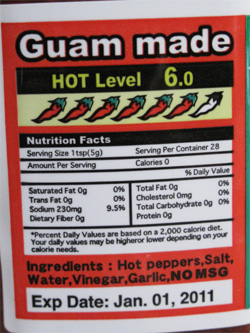 Guam made
HOT Level 6.0
Nutrition Facts
Serving Size 1tsp(5g) Serving Per Container 28
Amount Per Serving Calories 0
% Daily Value
Saturated Fat 0g 0% Total Fat 0g 0%
Trans Fat 0g 0% Cholesterol 0mg 0%
Sodium 230mg 9.5% Total Carbohydrate 0g 0%
Dietary Fiber 0g Protein 0g
*Percent Daily Values are based on a 2,000 calorie diet.
Your daily values may be higheror lower depending on your
calorie needs.
Ingredients : Hot peppers,Salt,
Water,Vinegar,Garlic,NO MSG
Exp Date: Jan. 01, 2011